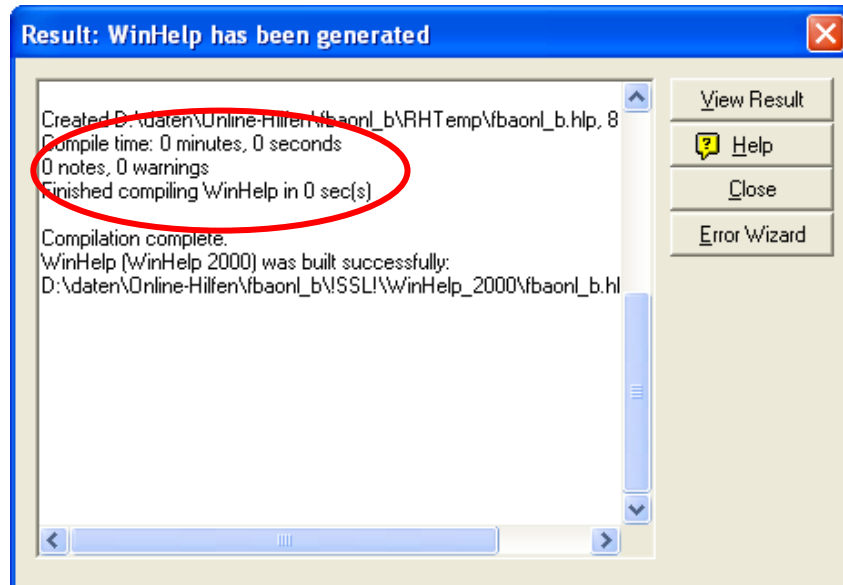 Result: WinHelp has been generated
Created D:\daten\Online-Hilfen\fbaonl_b\RHTemp\fbaonl_b.hlp, 8
Compile time: 0 minutes, 0 seconds
0 notes, 0 warnings
Finished compiling WinHelp in 0 sec(s)
Compilation complete.
WinHelp (WinHelp 2000) was built successfully:
D:\daten\Online-Hilfen\fbaonl_b\!SSL!\WinHelp_2000\fbaonl_b.hl
View Result
Help
Close
Error Wizard